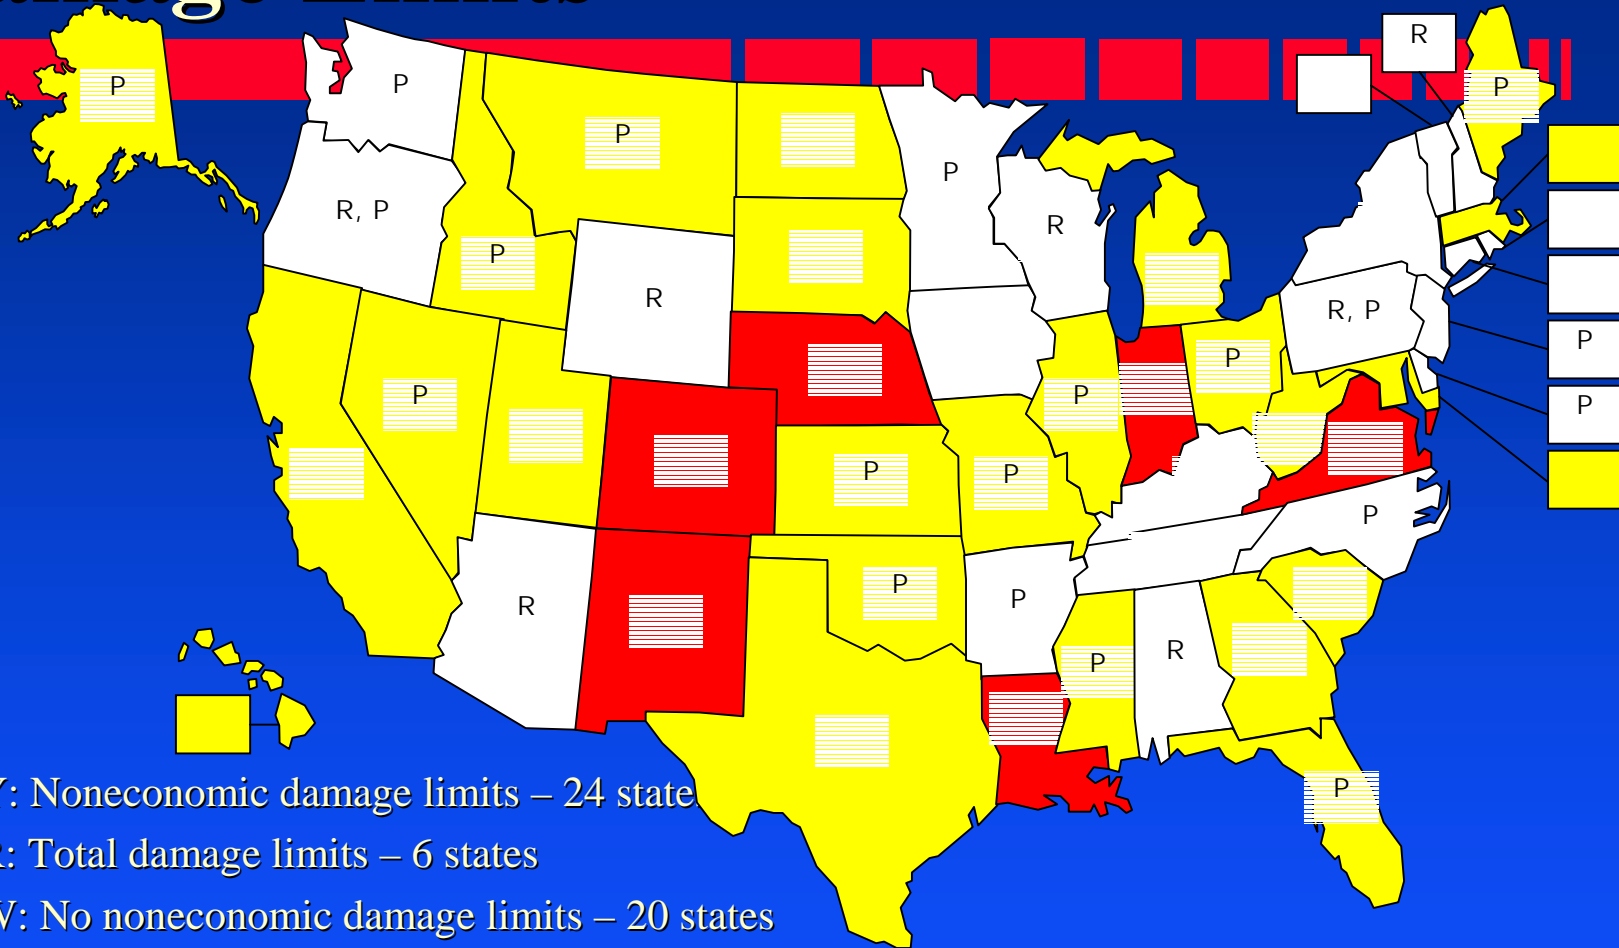 R
P
P
P
P
P
R, P
R
P
R
R, P
P
P
P
P
P
P
P
P
P
P
R
P
R
P
P
Y: Noneconomic damage limits – 24 states
R: Total damage limits – 6 states
W: No noneconomic damage limits – 20 states